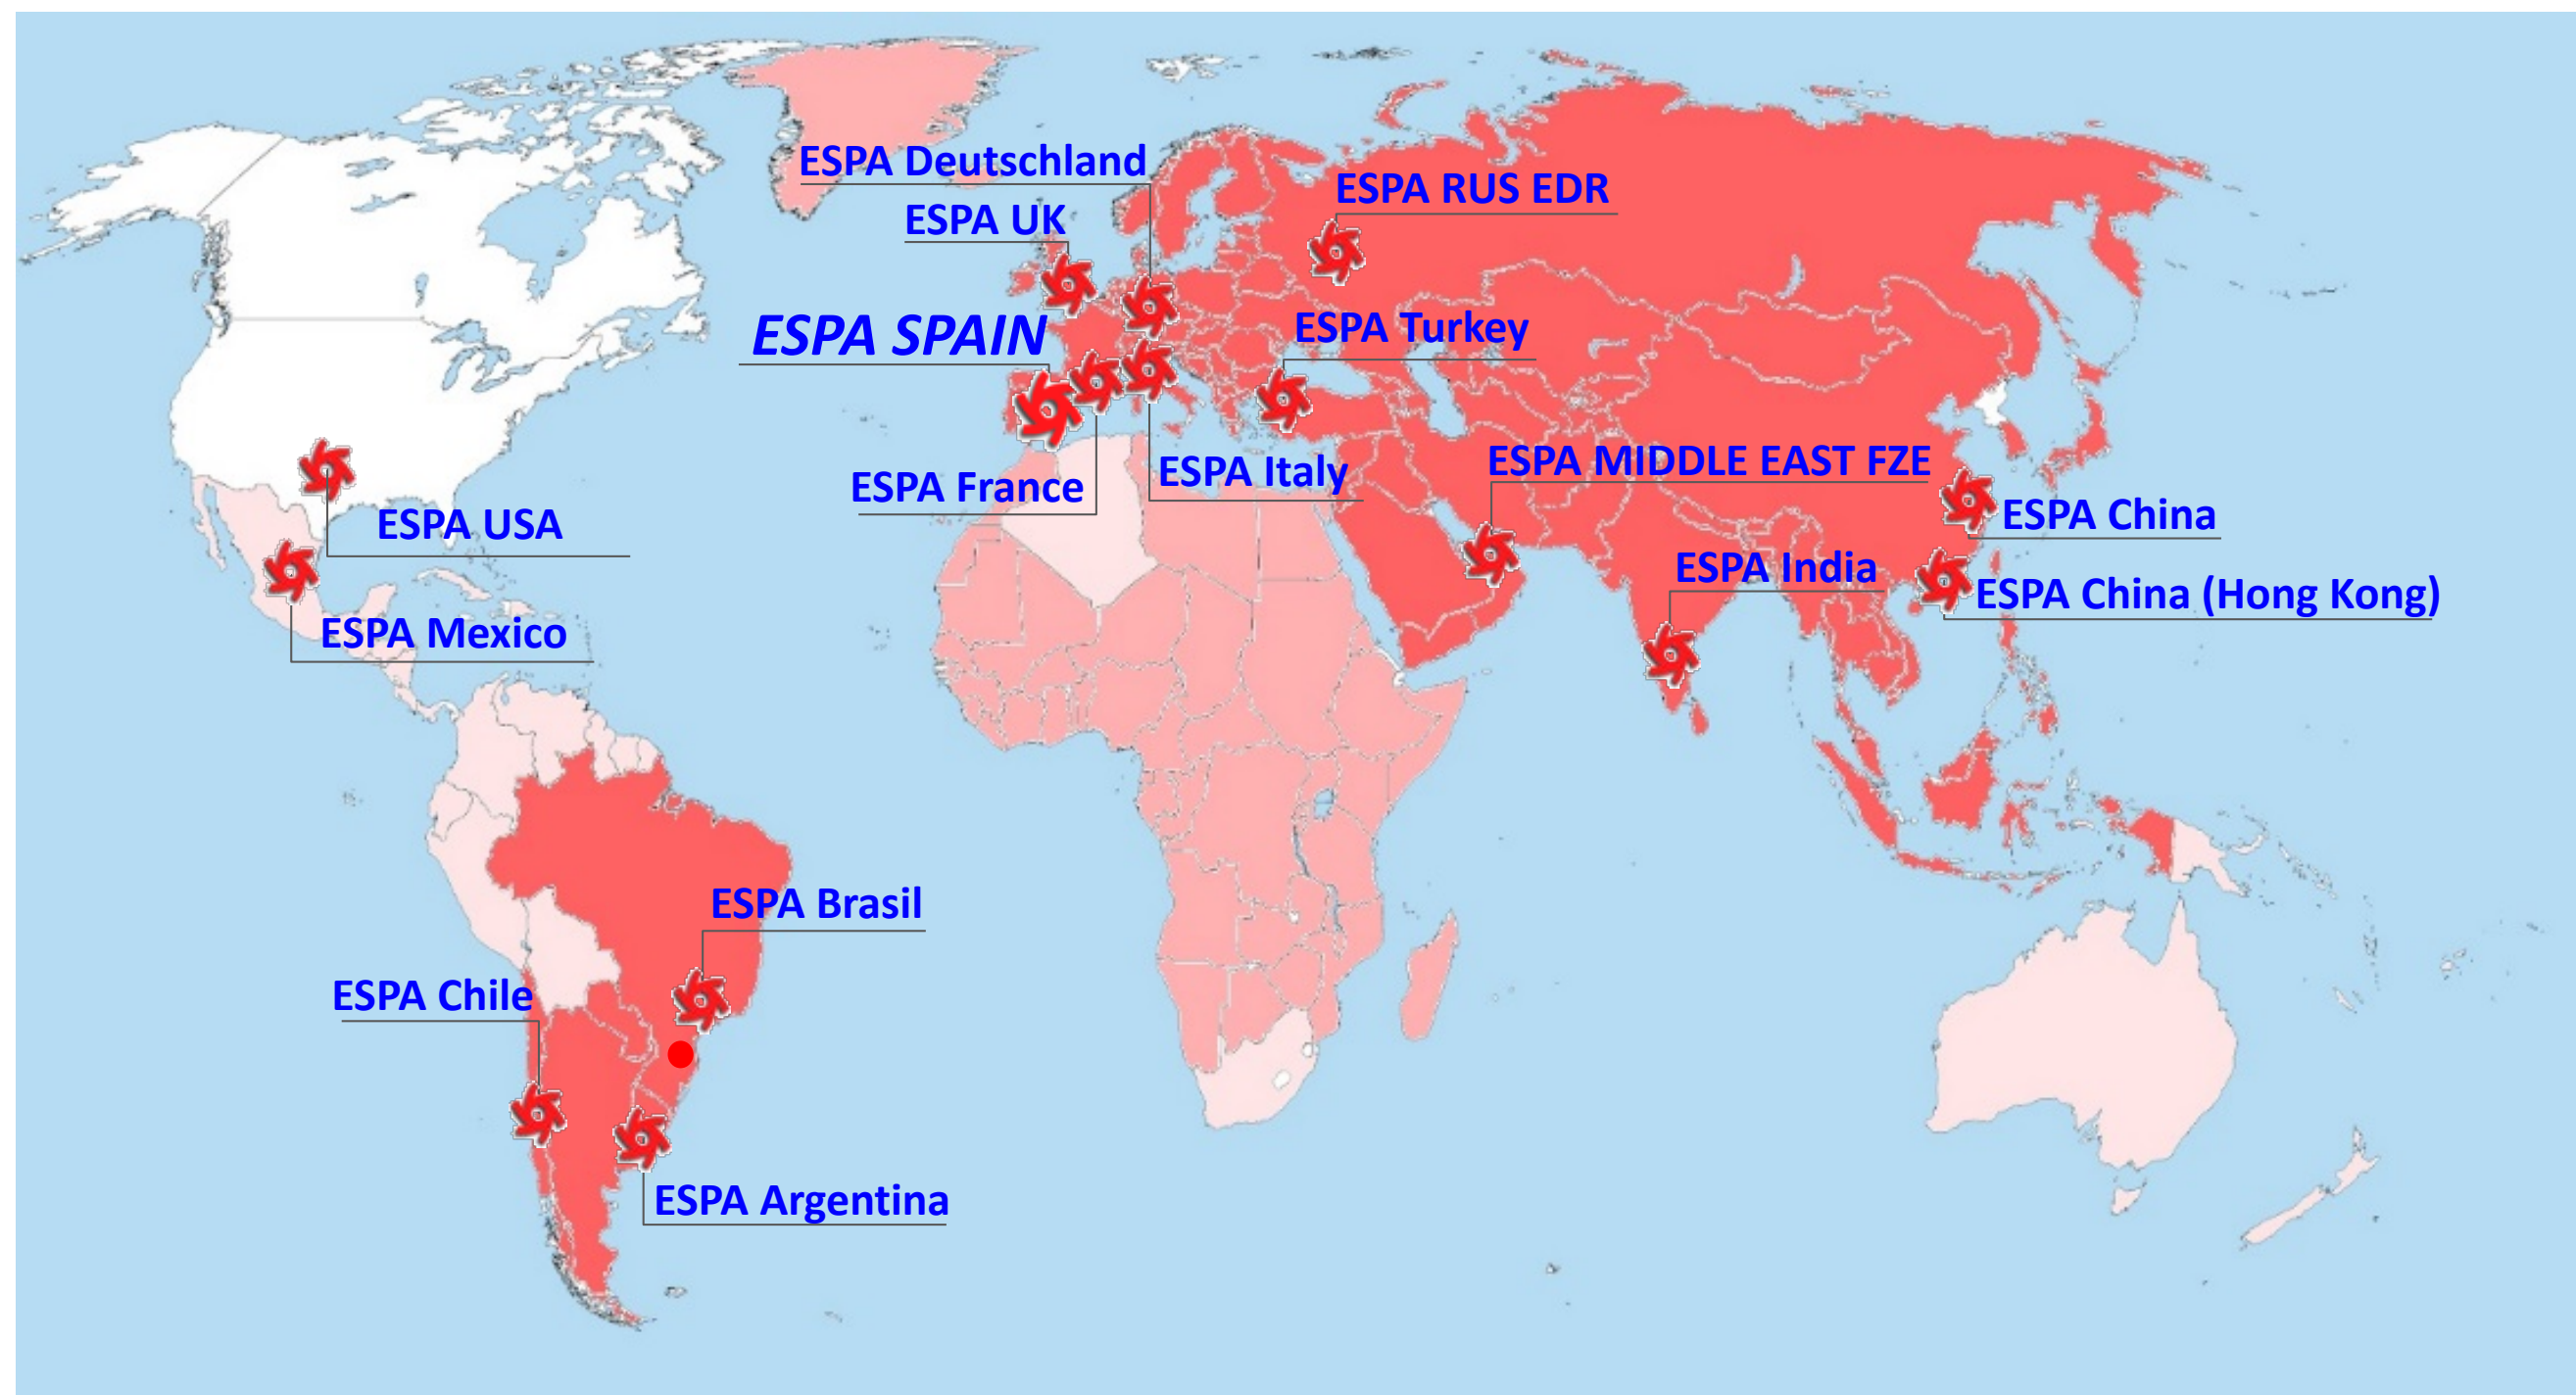 ESPA Deutschland
ESPA RUS EDR
ESPA UK
ESPA SPAIN
ESPA Turkey
ESPA MIDDLE EAST FZE
ESPA Italy
ESPA France
ESPA China
ESPA USA
ESPA India
ESPA China (Hong Kong)
ESPA Mexico
ESPA Brasil
ESPA Chile
ESPA Argentina